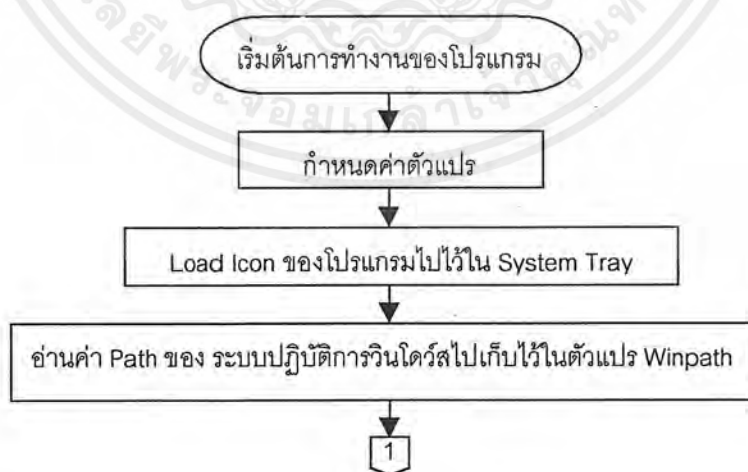 เริ่มต้นการทำงานของโปรแกรม
กำหนดค่าตัวแปร
Load Icon ของโปรแกรมไปไว้ใน System Tray
อ่านค่า Path ของ ระบบปฏิบัติการวินโดว์สไปเก็บไว้ในตัวแปร Winpath
1